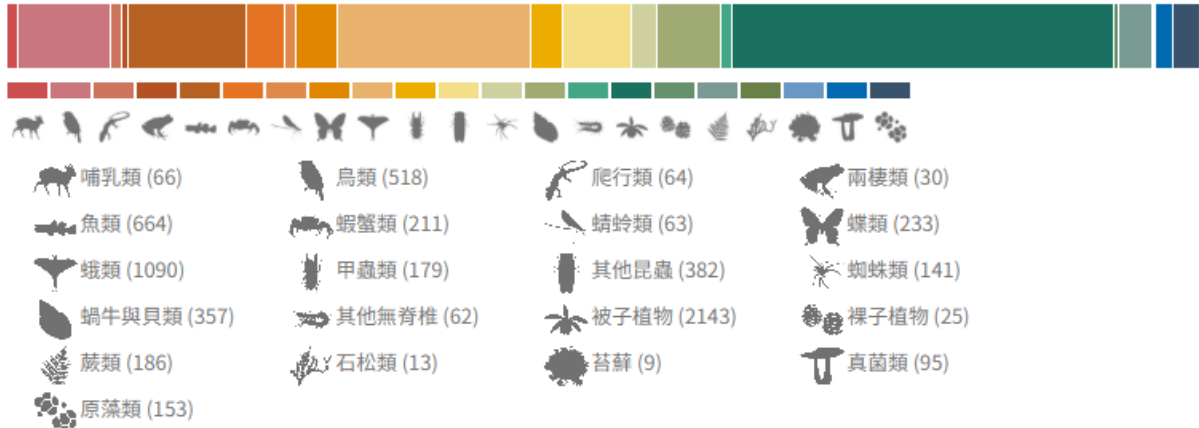 哺乳類 (66) 鳥類 (518) 爬行類 (64) 兩棲類 (30)
魚類 (664) 蝦蟹類 (211) 蜻蛉類 (63) 蝶類 (233)
蛾類 (1090) 甲蟲類 (179) 其他昆蟲 (382) 蜘蛛類 (141)
蝸牛與貝類 (357) 其他無脊椎 (62) 被子植物 (2143) 裸子植物 (25)
蕨類 (186) 石松類 (13) 苔蘚 (9) 真菌類 (95)
原藻類 (153)